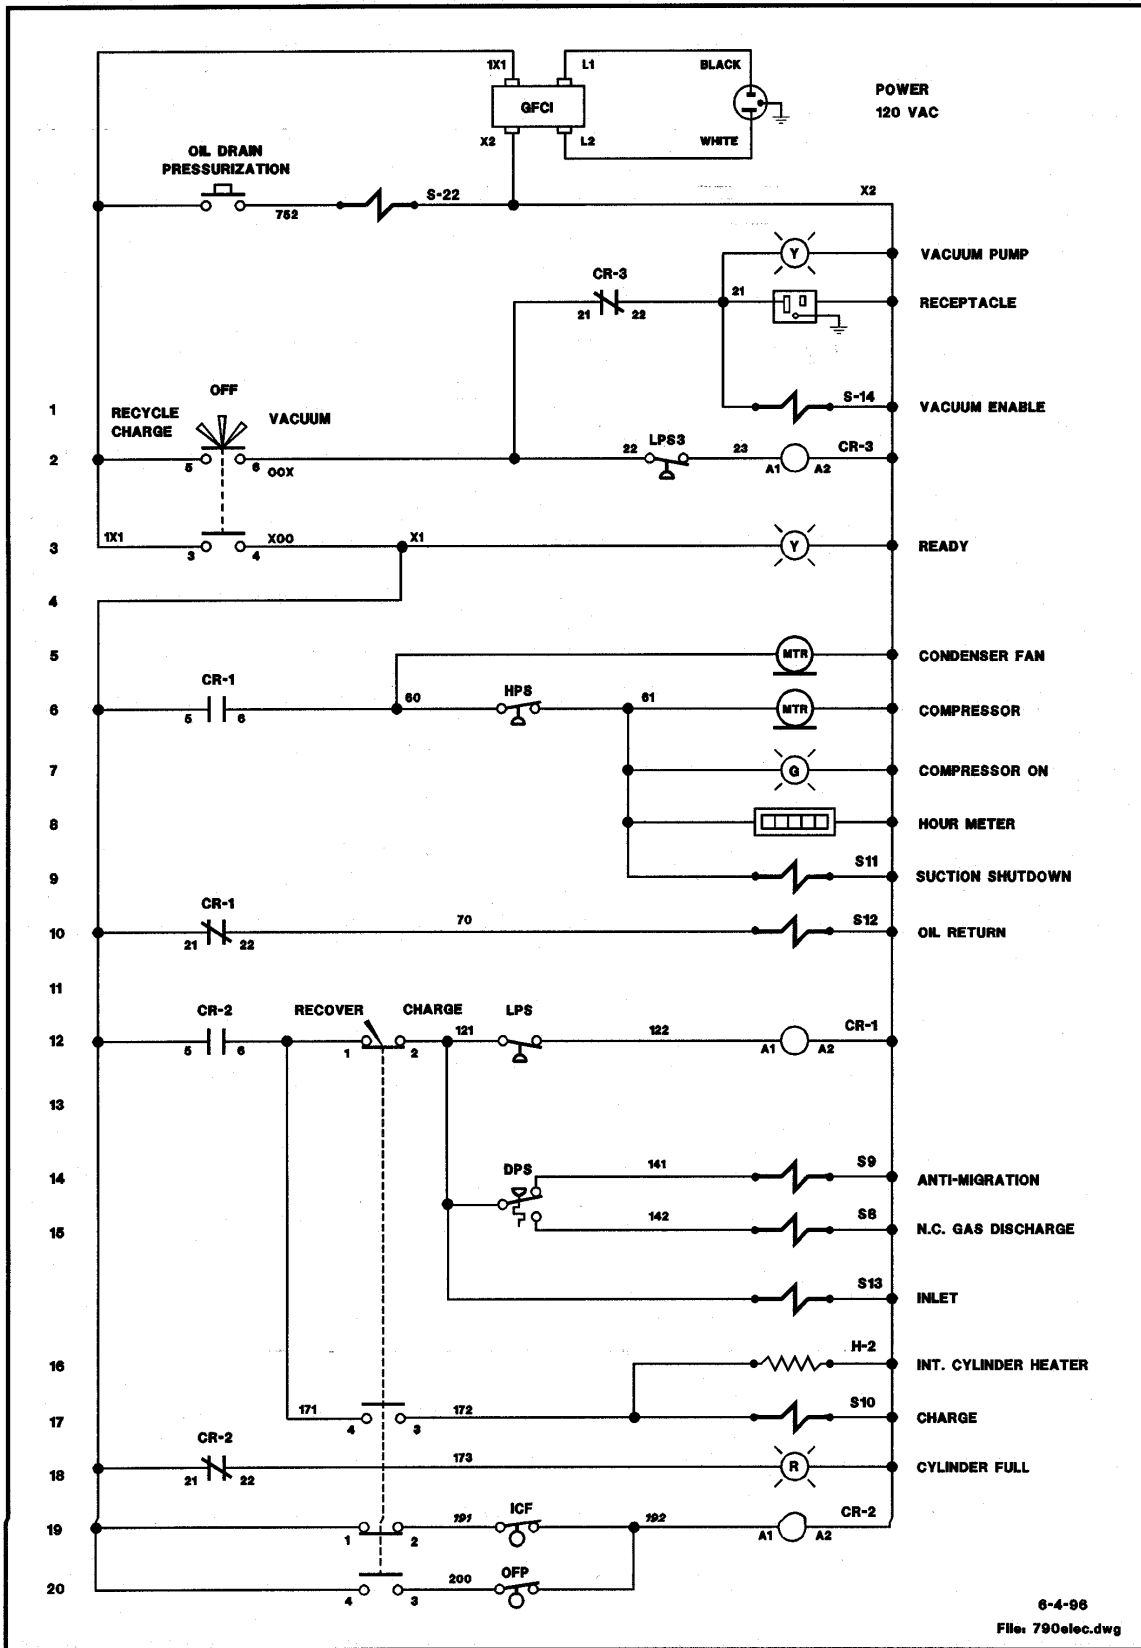 1X1
L1
BLACK
GFCI
POWER
120 VAC
X2
L2
WHITE
OIL DRAIN
PRESSURIZATION
752
S-22
X2
Y
VACUUM PUMP
CR-3
21
22
21
RECEPTACLE
OFF
1
RECYCLE
CHARGE
VACUUM
S-14
VACUUM ENABLE
2
5
6
OOX
22
LPS3
23
A1
A2
CR-3
1X1
3
3
4
X00
X1
Y
READY
4
5
MTR
CONDENSER FAN
CR-1
6
5
6
60
HPS
61
MTR
COMPRESSOR
7
G
COMPRESSOR ON
8
HOUR METER
9
S11
SUCTION SHUTDOWN
CR-1
10
21
22
70
S12
OIL RETURN
11
CR-2
RECOVER
CHARGE
LPS
12
5
6
1
2
121
122
A1
A2
CR-1
13
14
DPS
141
S9
ANTI-MIGRATION
15
142
S8
N.C. GAS DISCHARGE
S13
INLET
16
H-2
INT. CYLINDER HEATER
17
171
4
3
172
S10
CHARGE
CR-2
18
21
22
173
R
CYLINDER FULL
19
1
2
191
ICF
192
A1
A2
CR-2
20
4
3
200
OFP
6-4-96
File: 790elec.dwg